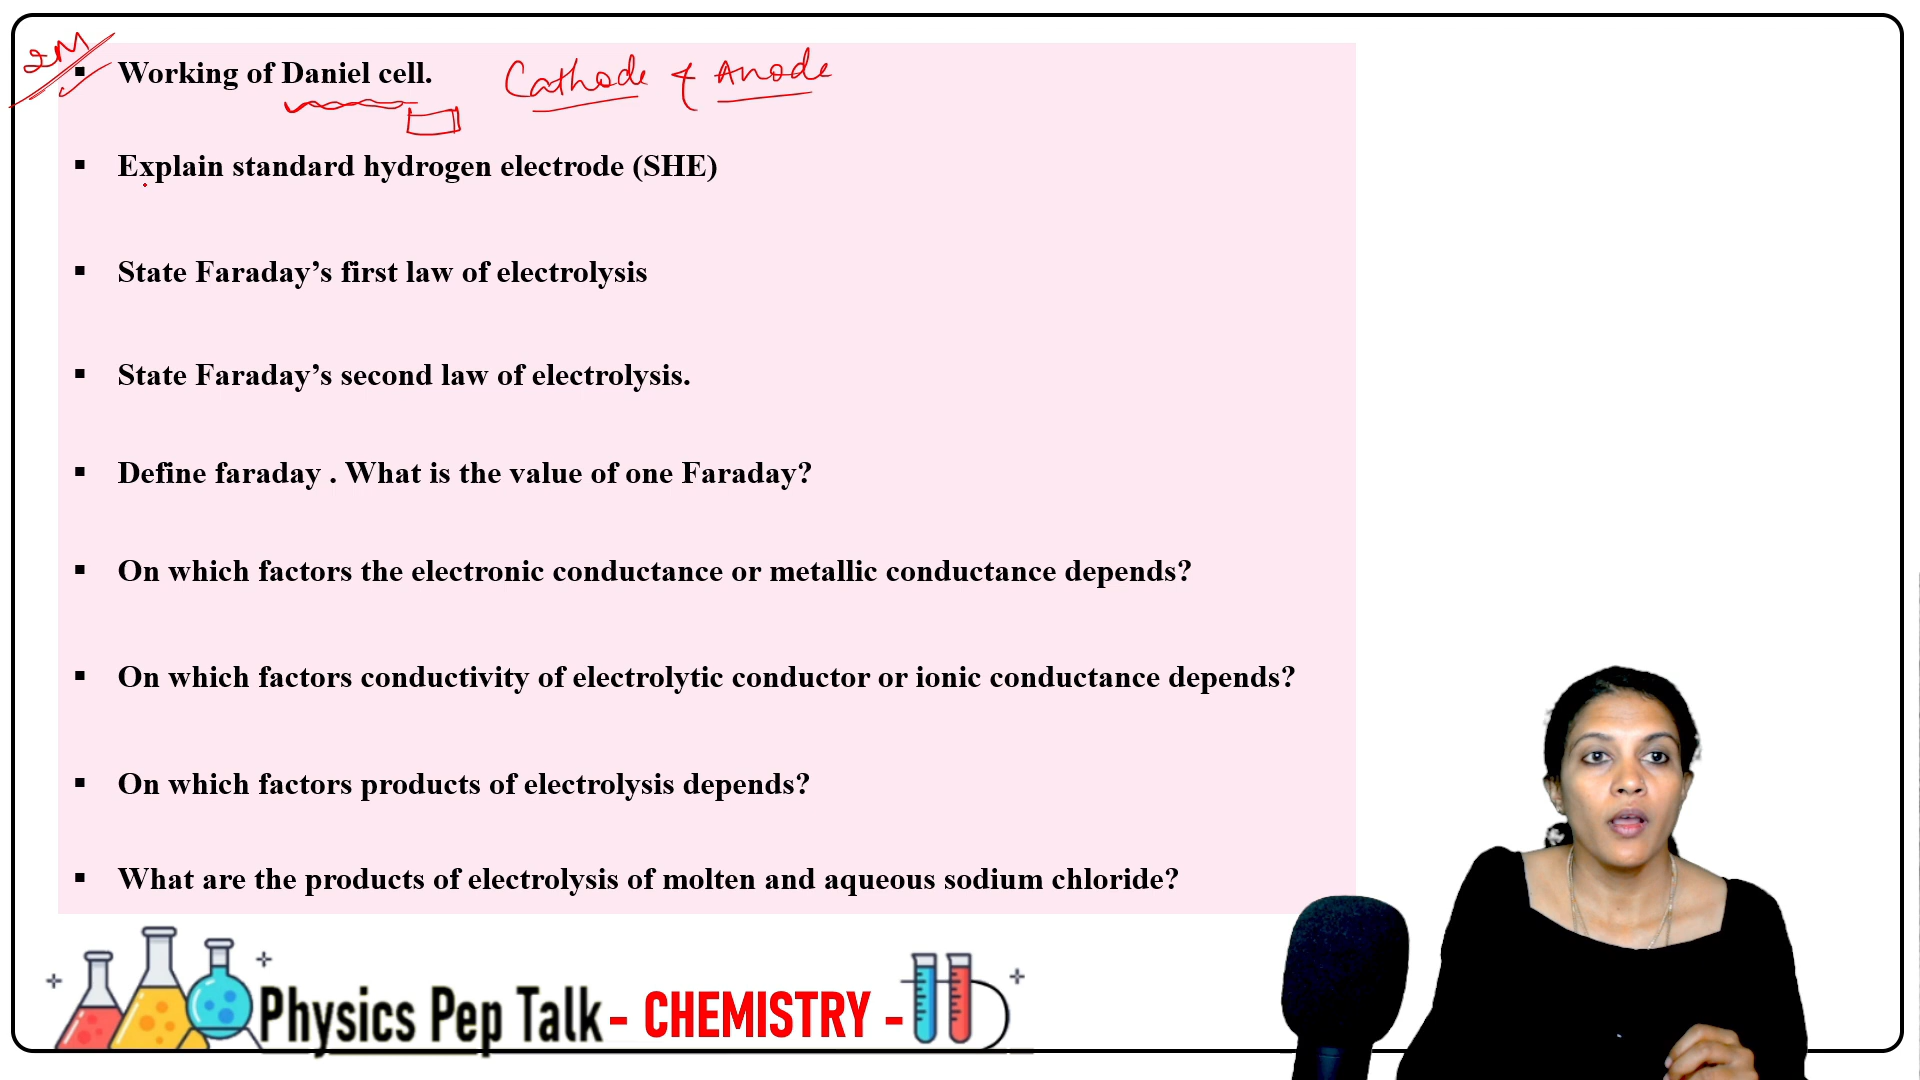 2M
▪ Working of Daniel cell. Cathode & Anode
▪ Explain standard hydrogen electrode (SHE)
▪ State Faraday’s first law of electrolysis
▪ State Faraday’s second law of electrolysis.
▪ Define faraday . What is the value of one Faraday?
▪ On which factors the electronic conductance or metallic conductance depends?
▪ On which factors conductivity of electrolytic conductor or ionic conductance depends?
▪ On which factors products of electrolysis depends?
▪ What are the products of electrolysis of molten and aqueous sodium chloride?
Physics Pep Talk - CHEMISTRY -